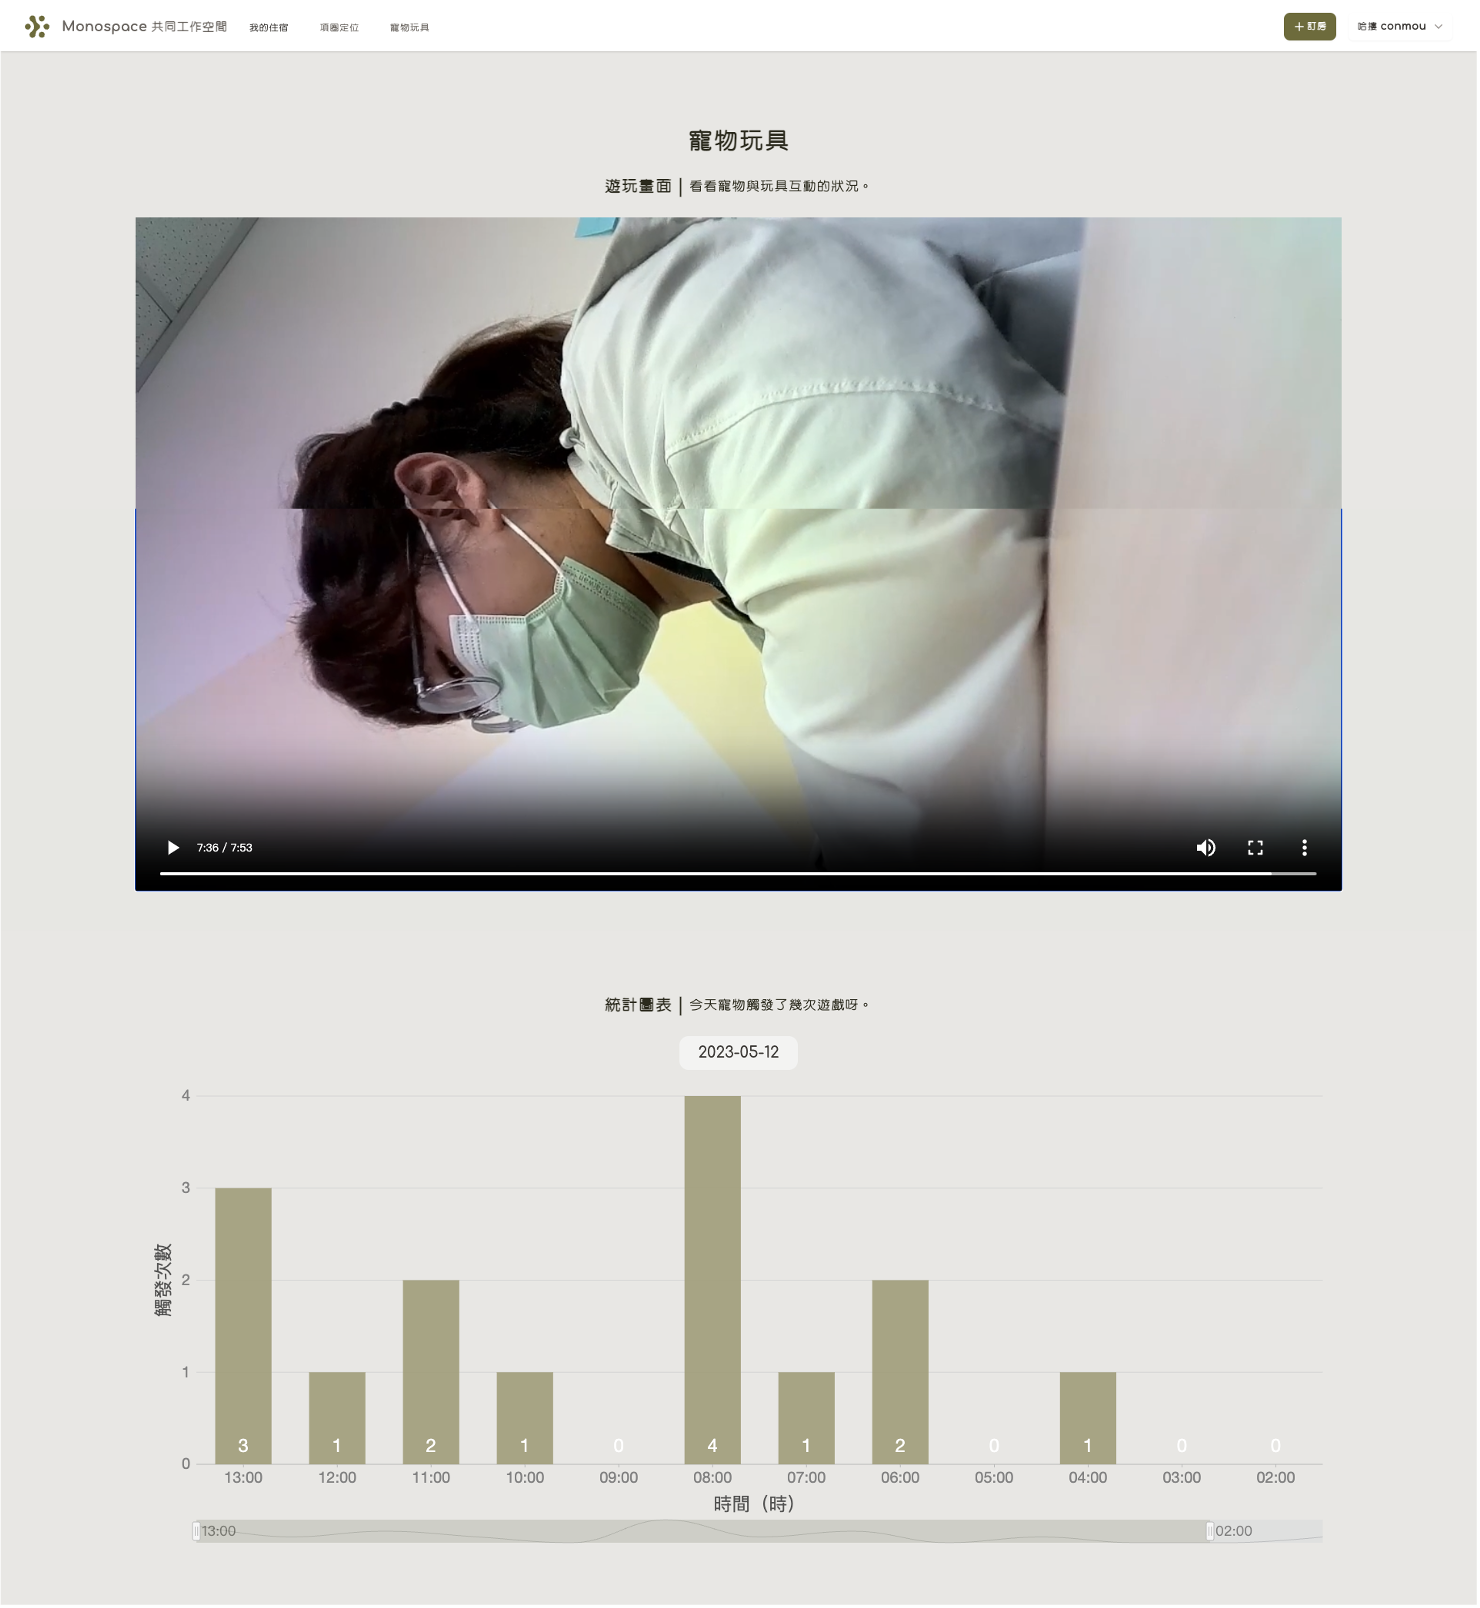 Monospace 共同工作空間 我的住宿 項圈定位 寵物玩具 + 訂房 哈摟 conmou
寵物玩具
遊玩畫面 | 看看寵物與玩具互動的狀況。
7:36 / 7:53
統計圖表 | 今天寵物觸發了幾次遊戲呀。
2023-05-12
觸發次數
4
3
2
1
0
3 1 2 1 0 4 1 2 0 1 0 0
13:00 12:00 11:00 10:00 09:00 08:00 07:00 06:00 05:00 04:00 03:00 02:00
時間（時）
13:00 02:00